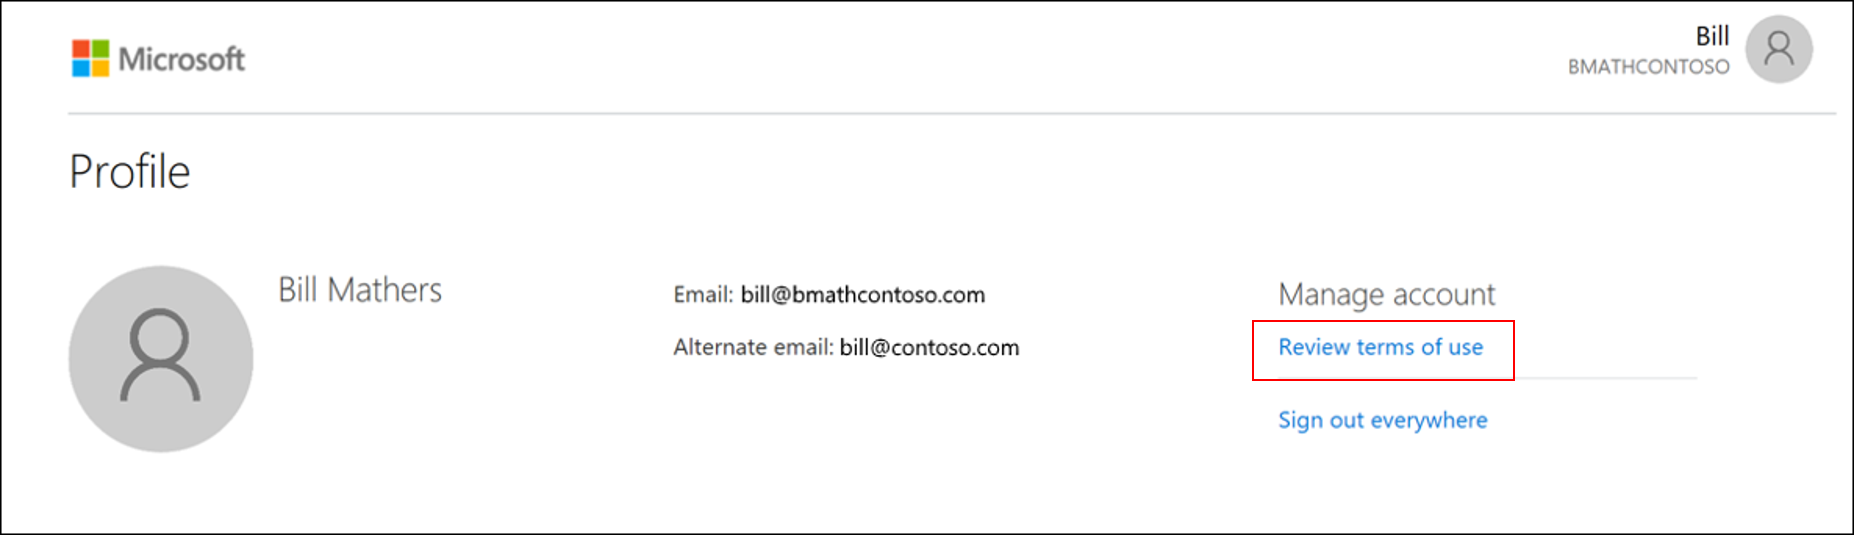 Microsoft
Bill
BMATHCONTOSO
Profile
Bill Mathers
Email: bill@bmathcontoso.com
Alternate email: bill@contoso.com
Manage account
Review terms of use
Sign out everywhere